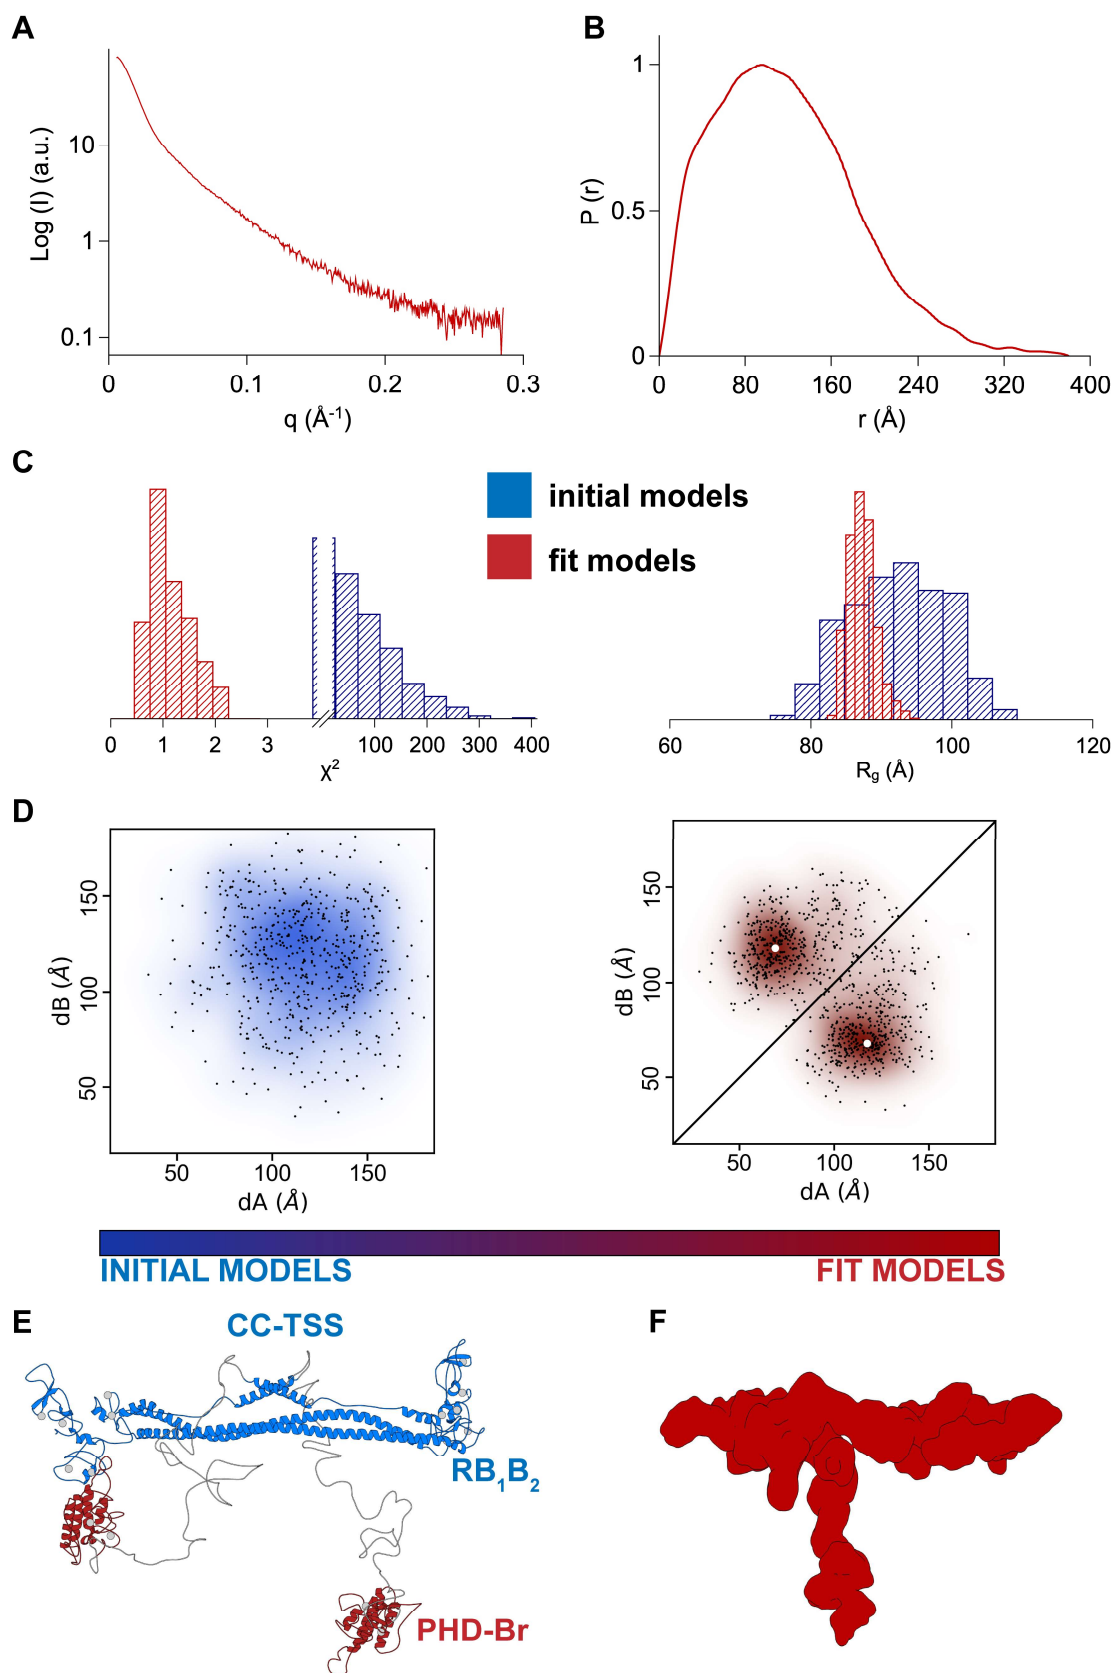 A
B
Log (I) (a.u.)
10
1
0.1
0
0.1
0.2
0.3
q (Å-1)
P (r)
1
0.5
0
0
80
160
240
320
400
r (Å)
C
initial models
fit models
0
1
2
3
100
200
300
400
χ2
60
80
100
120
Rg (Å)
D
dB (Å)
150
100
50
50
100
150
dA (Å)
dB (Å)
150
100
50
50
100
150
dA (Å)
INITIAL MODELS
FIT MODELS
E
F
CC-TSS
RB1B2
PHD-Br